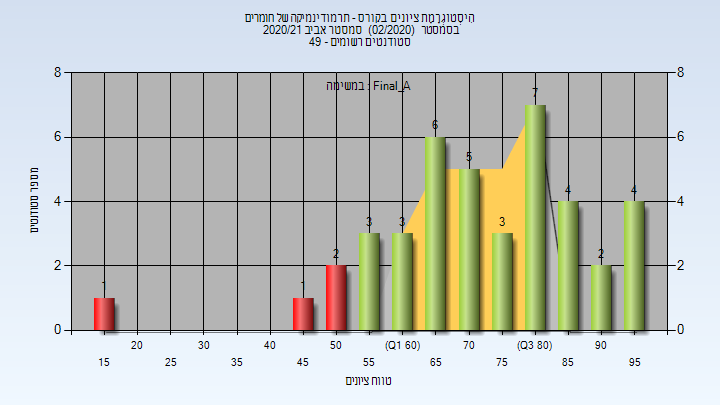 היסטוגרמת ציונים בקורס - תרמודינמיקה של חומרים
בסמסטר (02/2020) סמסטר אביב 2020/21
סטודנטים רשומים - 49
במשימה : Final_A
8 8
6 6
4 4
2 2
0 0
1 1 2 3 3 6 5 3 7 4 2 4
מספר סטודנטים
20 30 40 50 (Q1 60) 70 (Q3 80) 90
15 25 35 45 55 65 75 85 95
טווח ציונים